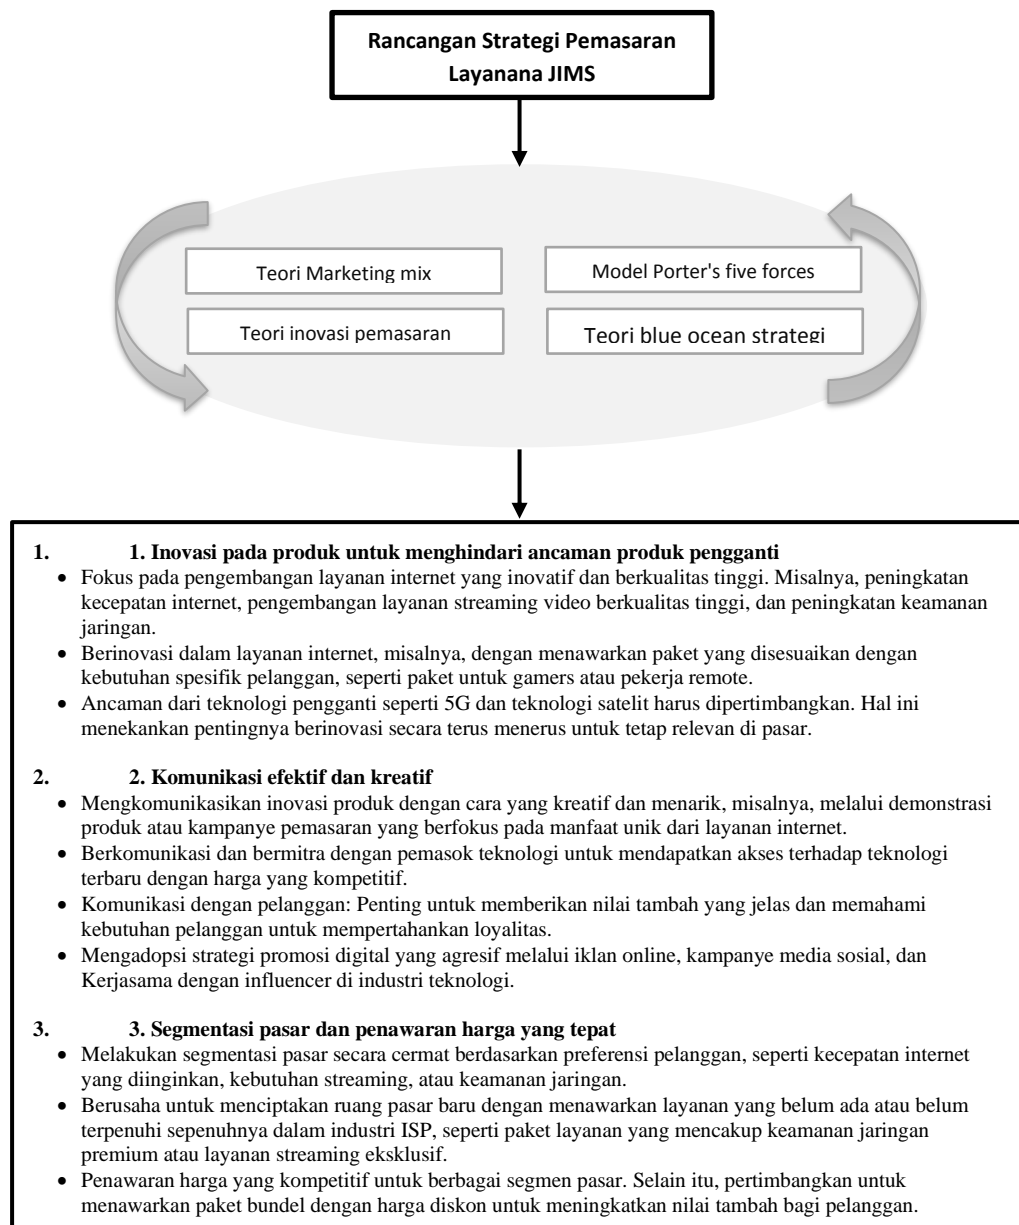 Rancangan Strategi Pemasaran
Layanana JIMS
Teori Marketing mix
Model Porter's five forces
Teori inovasi pemasaran
Teori blue ocean strategi
1. 1. Inovasi pada produk untuk menghindari ancaman produk pengganti
• Fokus pada pengembangan layanan internet yang inovatif dan berkualitas tinggi. Misalnya, peningkatan
kecepatan internet, pengembangan layanan streaming video berkualitas tinggi, dan peningkatan keamanan
jaringan.
• Berinovasi dalam layanan internet, misalnya, dengan menawarkan paket yang disesuaikan dengan
kebutuhan spesifik pelanggan, seperti paket untuk gamers atau pekerja remote.
• Ancaman dari teknologi pengganti seperti 5G dan teknologi satelit harus dipertimbangkan. Hal ini
menekankan pentingnya berinovasi secara terus menerus untuk tetap relevan di pasar.
2. 2. Komunikasi efektif dan kreatif
• Mengkomunikasikan inovasi produk dengan cara yang kreatif dan menarik, misalnya, melalui demonstrasi
produk atau kampanye pemasaran yang berfokus pada manfaat unik dari layanan internet.
• Berkomunikasi dan bermitra dengan pemasok teknologi untuk mendapatkan akses terhadap teknologi
terbaru dengan harga yang kompetitif.
• Komunikasi dengan pelanggan: Penting untuk memberikan nilai tambah yang jelas dan memahami
kebutuhan pelanggan untuk mempertahankan loyalitas.
• Mengadopsi strategi promosi digital yang agresif melalui iklan online, kampanye media sosial, dan
Kerjasama dengan influencer di industri teknologi.
3. 3. Segmentasi pasar dan penawaran harga yang tepat
• Melakukan segmentasi pasar secara cermat berdasarkan preferensi pelanggan, seperti kecepatan internet
yang diinginkan, kebutuhan streaming, atau keamanan jaringan.
• Berusaha untuk menciptakan ruang pasar baru dengan menawarkan layanan yang belum ada atau belum
terpenuhi sepenuhnya dalam industri ISP, seperti paket layanan yang mencakup keamanan jaringan
premium atau layanan streaming eksklusif.
• Penawaran harga yang kompetitif untuk berbagai segmen pasar. Selain itu, pertimbangkan untuk
menawarkan paket bundel dengan harga diskon untuk meningkatkan nilai tambah bagi pelanggan.